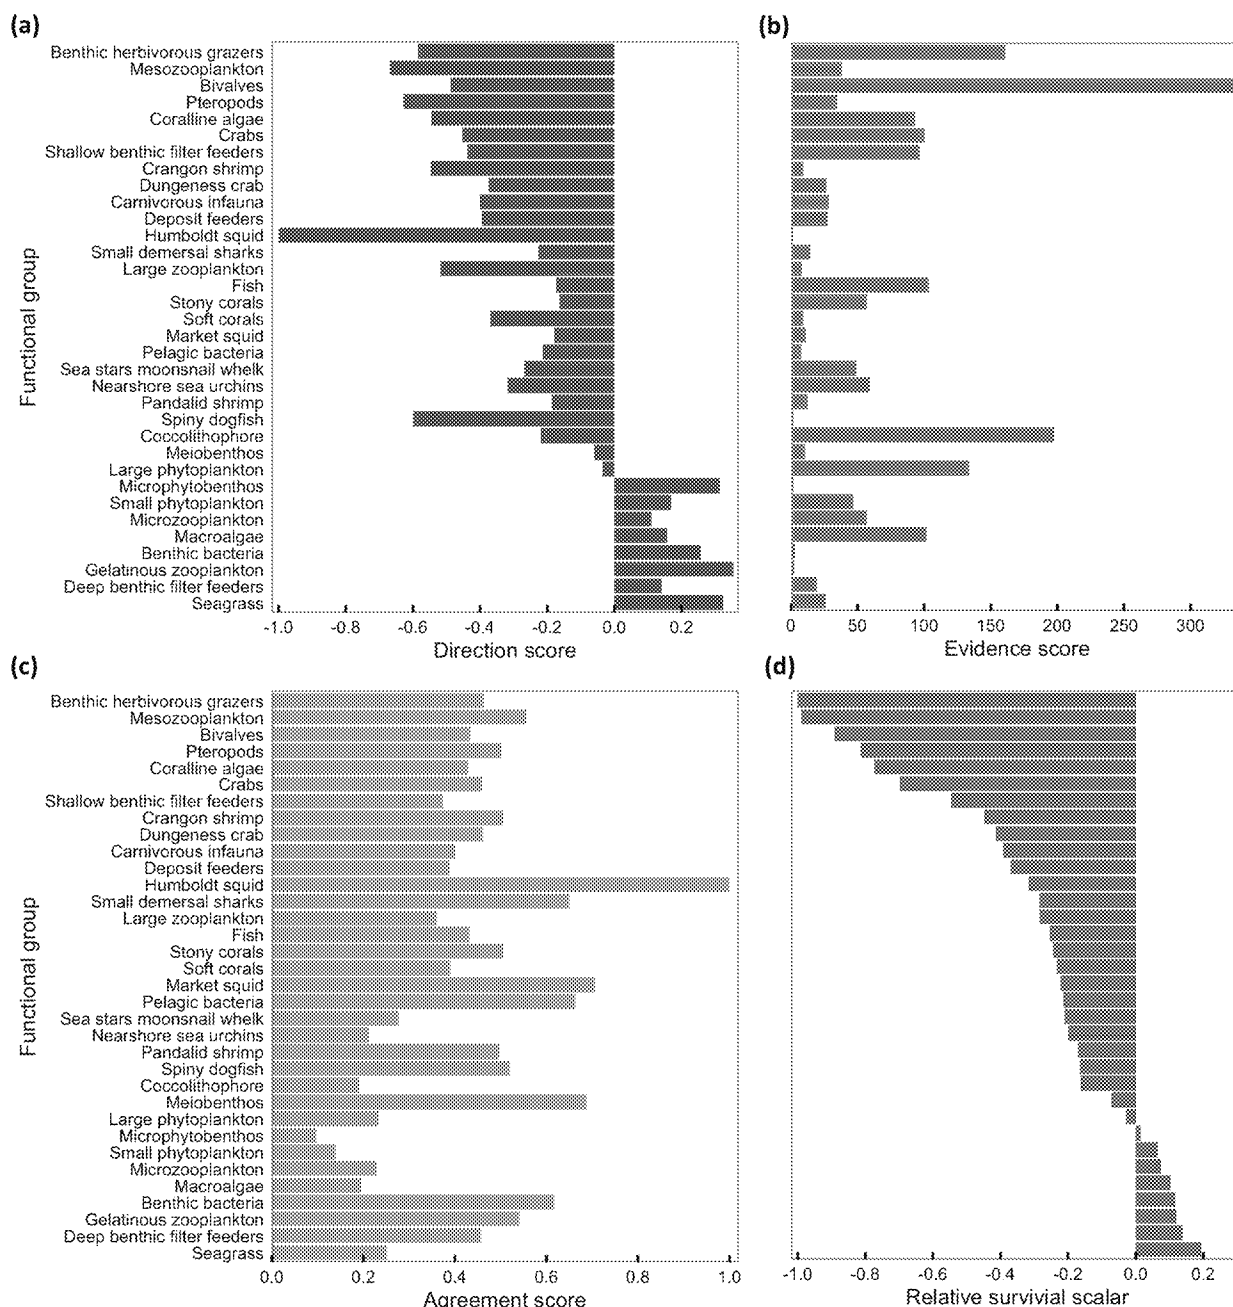 (a)
Benthic herbivorous grazers
Mesozooplankton
Bivalves
Pteropods
Coralline algae
Crabs
Shallow benthic filter feeders
Crangon shrimp
Dungeness crab
Carnivorous infauna
Deposit feeders
Humboldt squid
Small demersal sharks
Large zooplankton
Fish
Stony corals
Soft corals
Market squid
Pelagic bacteria
Sea stars moonsnail whelk
Nearshore sea urchins
Pandalid shrimp
Spiny dogfish
Coccolithophore
Meiobenthos
Large phytoplankton
Microphytobenthos
Small phytoplankton
Microzooplankton
Macroalgae
Benthic bacteria
Gelatinous zooplankton
Deep benthic filter feeders
Seagrass
Functional group
-1.0 -0.8 -0.6 -0.4 -0.2 0.0 0.2
Direction score
(b)
0 50 100 150 200 250 300
Evidence score
(c)
Benthic herbivorous grazers
Mesozooplankton
Bivalves
Pteropods
Coralline algae
Crabs
Shallow benthic filter feeders
Crangon shrimp
Dungeness crab
Carnivorous infauna
Deposit feeders
Humboldt squid
Small demersal sharks
Large zooplankton
Fish
Stony corals
Soft corals
Market squid
Pelagic bacteria
Sea stars moonsnail whelk
Nearshore sea urchins
Pandalid shrimp
Spiny dogfish
Coccolithophore
Meiobenthos
Large phytoplankton
Microphytobenthos
Small phytoplankton
Microzooplankton
Macroalgae
Benthic bacteria
Gelatinous zooplankton
Deep benthic filter feeders
Seagrass
Functional group
0.0 0.2 0.4 0.6 0.8 1.0
Agreement score
(d)
-1.0 -0.8 -0.6 -0.4 -0.2 0.0 0.2
Relative survivial scalar